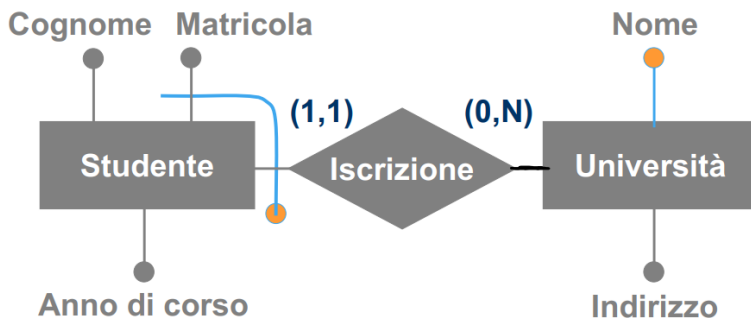 Cognome Matricola Nome
(1,1) (0,N)
Studente Iscrizione Università
Anno di corso Indirizzo